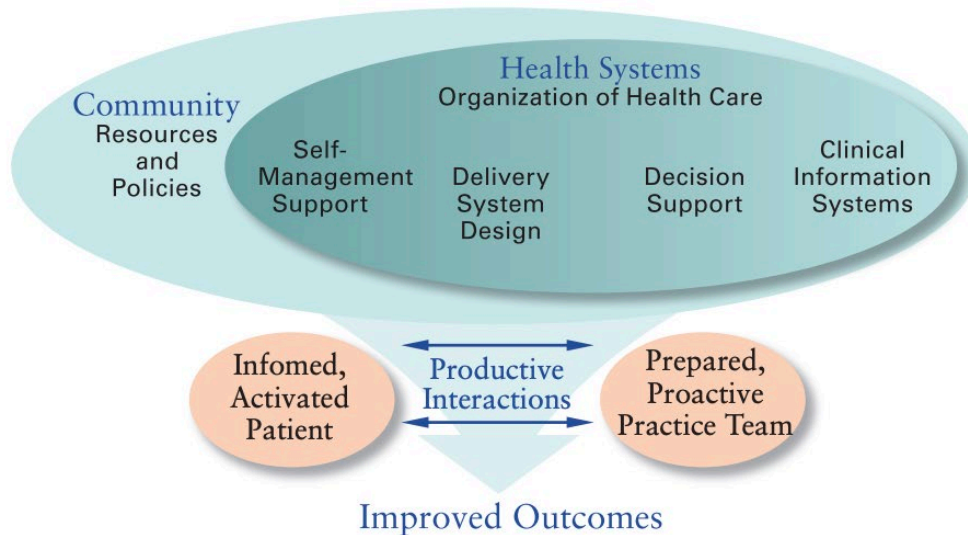 Health Systems
Organization of Health Care
Community
Resources
and
Policies
Self-
Management
Support
Delivery
System
Design
Decision
Support
Clinical
Information
Systems
Infomed,
Activated
Patient
Productive
Interactions
Prepared,
Proactive
Practice Team
Improved Outcomes